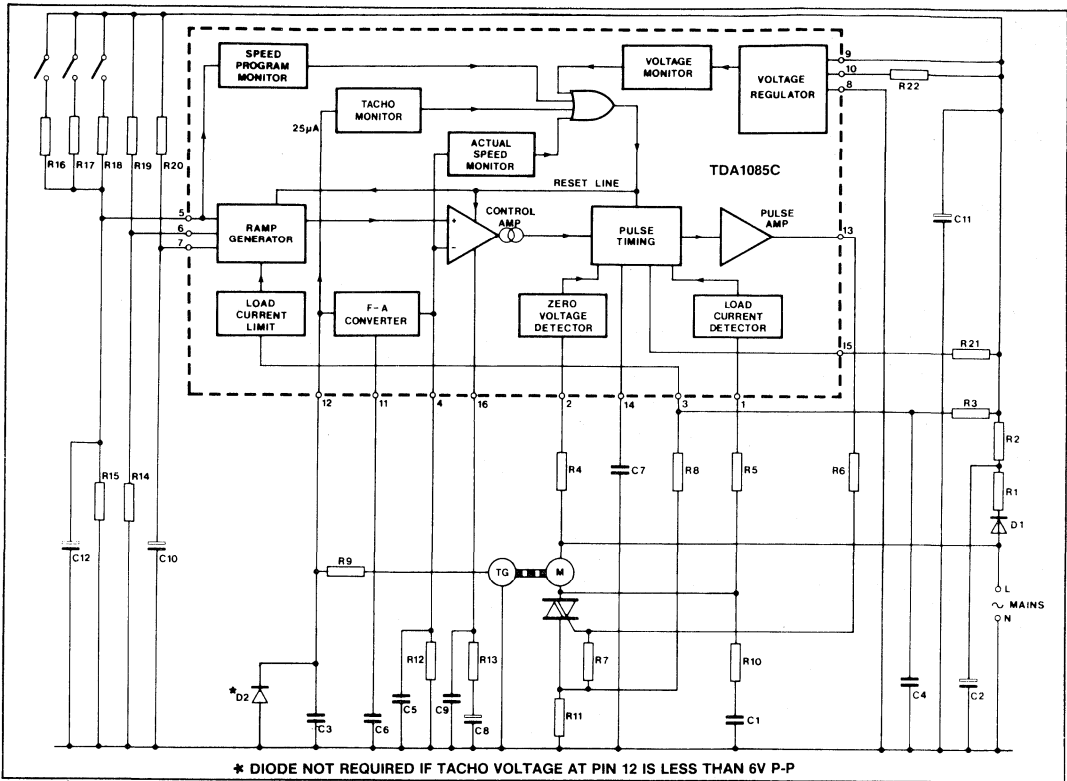 SPEED
PROGRAM
MONITOR
VOLTAGE
MONITOR
VOLTAGE
REGULATOR
9
10
8
R22
TACHO
MONITOR
25µA
ACTUAL
SPEED
MONITOR
TDA1085C
R16
R17
R18
R19
R20
RESET LINE
C11
5
6
7
RAMP
GENERATOR
+
−
CONTROL
AMP
PULSE
TIMING
PULSE
AMP
13
LOAD
CURRENT
LIMIT
F-A
CONVERTER
ZERO
VOLTAGE
DETECTOR
LOAD
CURRENT
DETECTOR
15
R21
12
11
4
16
2
14
3
1
R3
R2
R15
R14
R4
C7
R8
R5
R6
R1
D1
C12
C10
R9
TG
M
L
∼ MAINS
N
*D2
R12
R13
R7
R10
C3
C6
C5
C9
C8
R11
C1
C4
C2
* DIODE NOT REQUIRED IF TACHO VOLTAGE AT PIN 12 IS LESS THAN 6V P-P